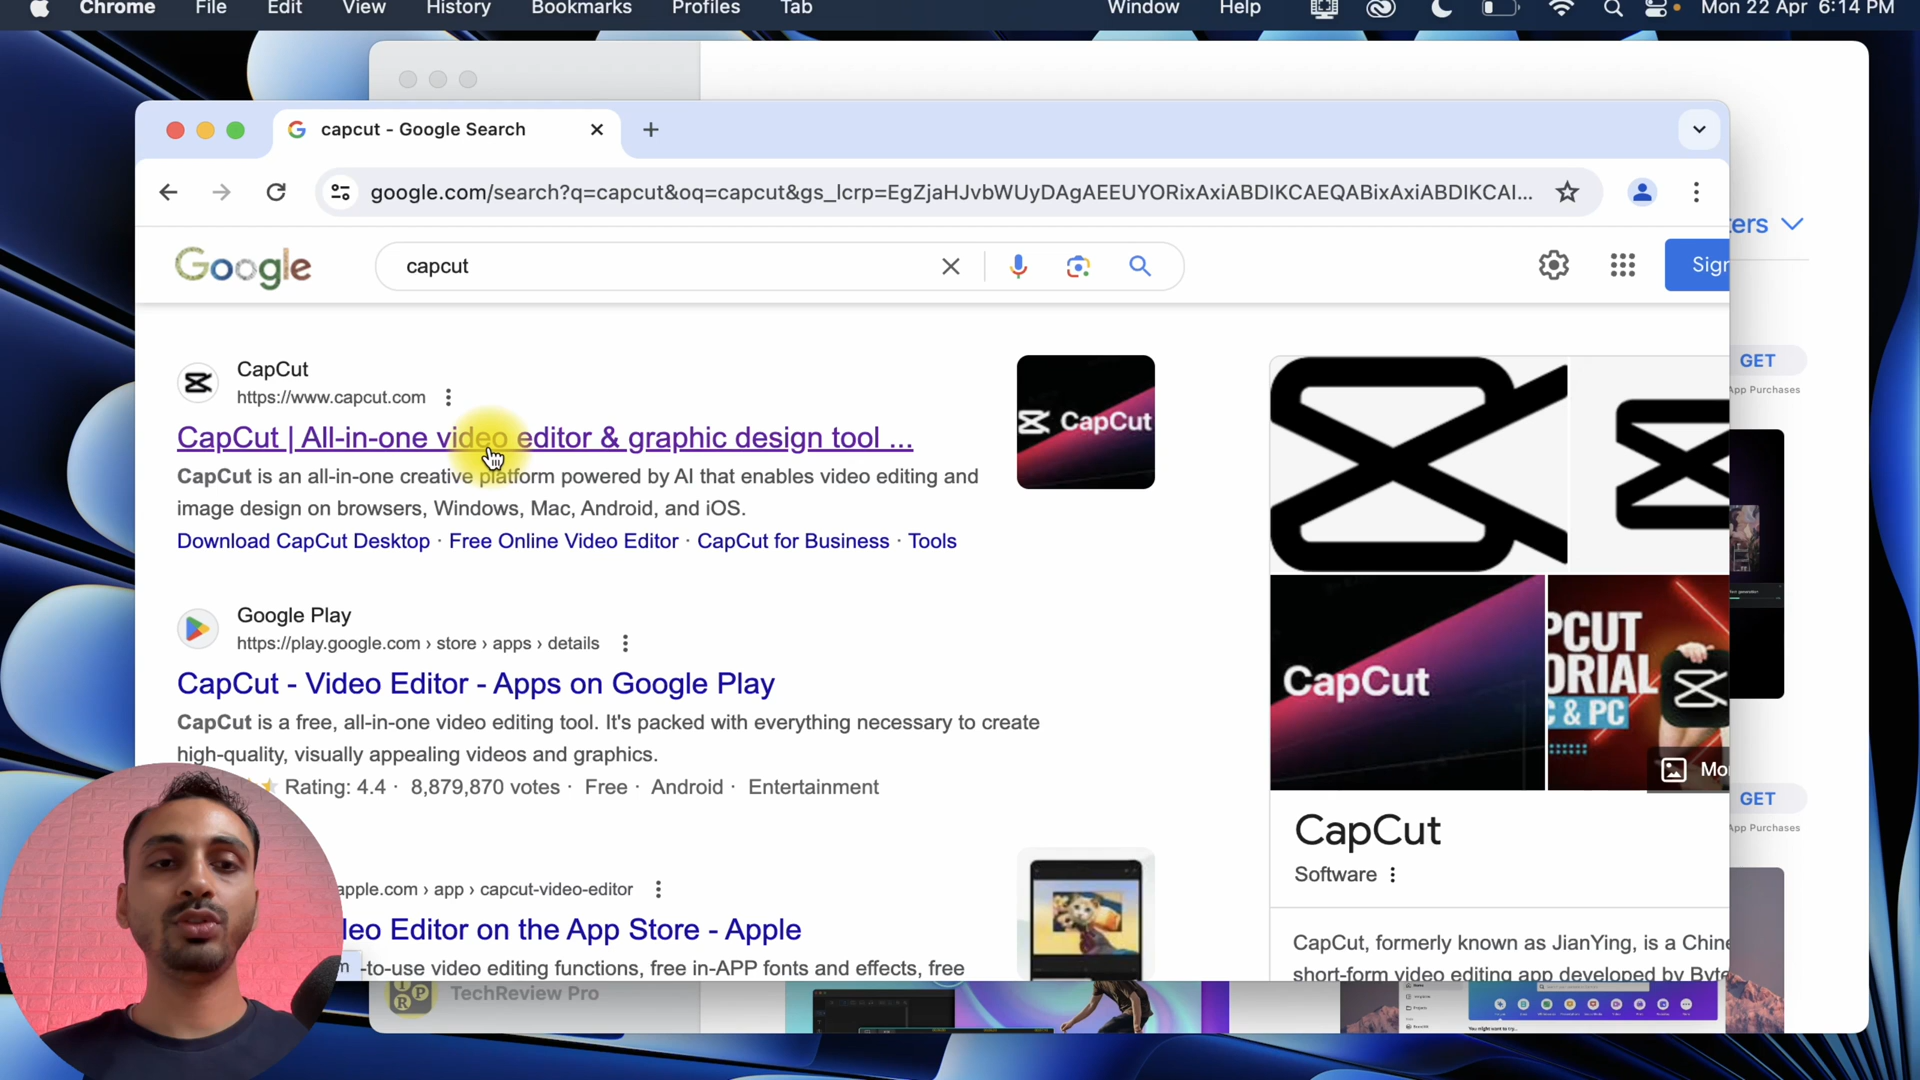 Chrome File Edit View History Bookmarks Profiles Tab Window Help Mon 22 Apr 6:14 PM
capcut - Google Search
google.com/search?q=capcut&oq=capcut&gs_lcrp=EgZjaHJvbWUyDAgAEEUYORixAxiABDIKCAEQABixAxiABDIKCAI...
ers
Google
capcut
Sigr
CapCut
https://www.capcut.com
CapCut | All-in-one video editor & graphic design tool ...
CapCut is an all-in-one creative platform powered by AI that enables video editing and
image design on browsers, Windows, Mac, Android, and iOS.
Download CapCut Desktop · Free Online Video Editor · CapCut for Business · Tools
CapCut
GET
App Purchases
Google Play
https://play.google.com › store › apps › details
CapCut - Video Editor - Apps on Google Play
CapCut is a free, all-in-one video editing tool. It's packed with everything necessary to create
high-quality, visually appealing videos and graphics.
Rating: 4.4 · 8,879,870 votes · Free · Android · Entertainment
CapCut
PCUT
ORIAL
C & PC
Mo
GET
App Purchases
CapCut
Software
CapCut, formerly known as JianYing, is a Chine
short-form video editing app developed by Byte
apple.com › app › capcut-video-editor
leo Editor on the App Store - Apple
-to-use video editing functions, free in-APP fonts and effects, free
m
TRP
TechReview Pro
You might want to try...